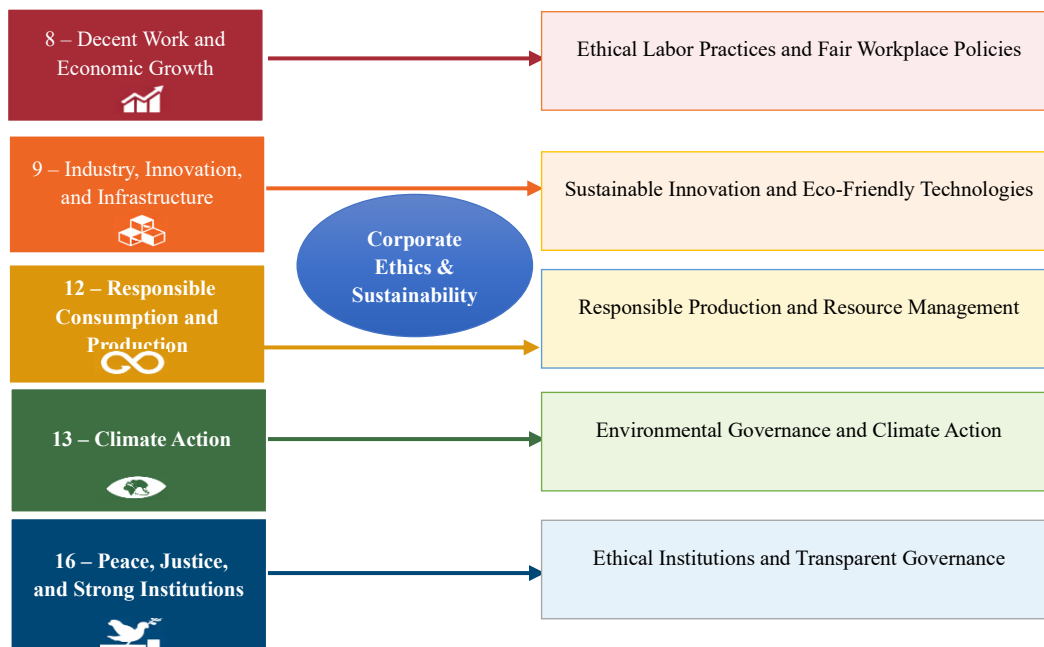 8 – Decent Work and
Economic Growth
Ethical Labor Practices and Fair Workplace Policies
9 – Industry, Innovation,
and Infrastructure
Sustainable Innovation and Eco-Friendly Technologies
Corporate
Ethics &
Sustainability
12 – Responsible
Consumption and
Production
Responsible Production and Resource Management
13 – Climate Action
Environmental Governance and Climate Action
16 – Peace, Justice,
and Strong Institutions
Ethical Institutions and Transparent Governance